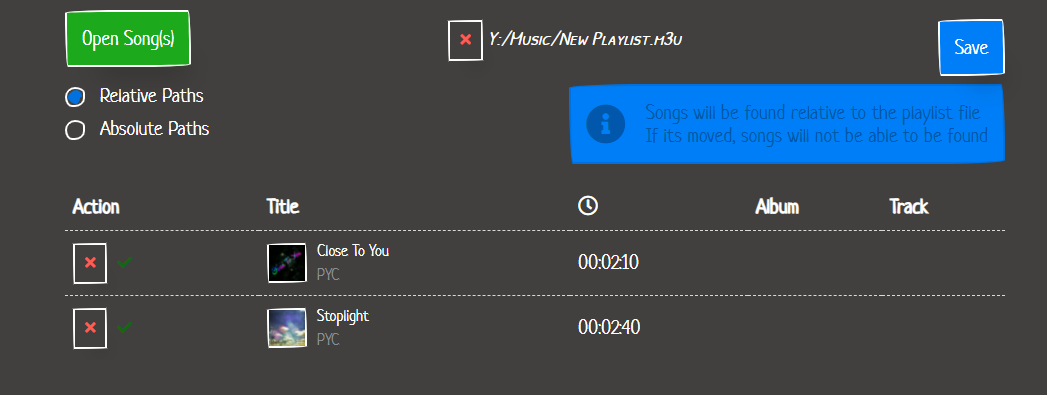 Open Song(s)
Y:/Music/New Playlist.m3u
Save
Relative Paths
Absolute Paths
Songs will be found relative to the playlist file
If its moved, songs will not be able to be found
Action Title Album Track
Close To You
PYC
00:02:10
Stoplight
PYC
00:02:40